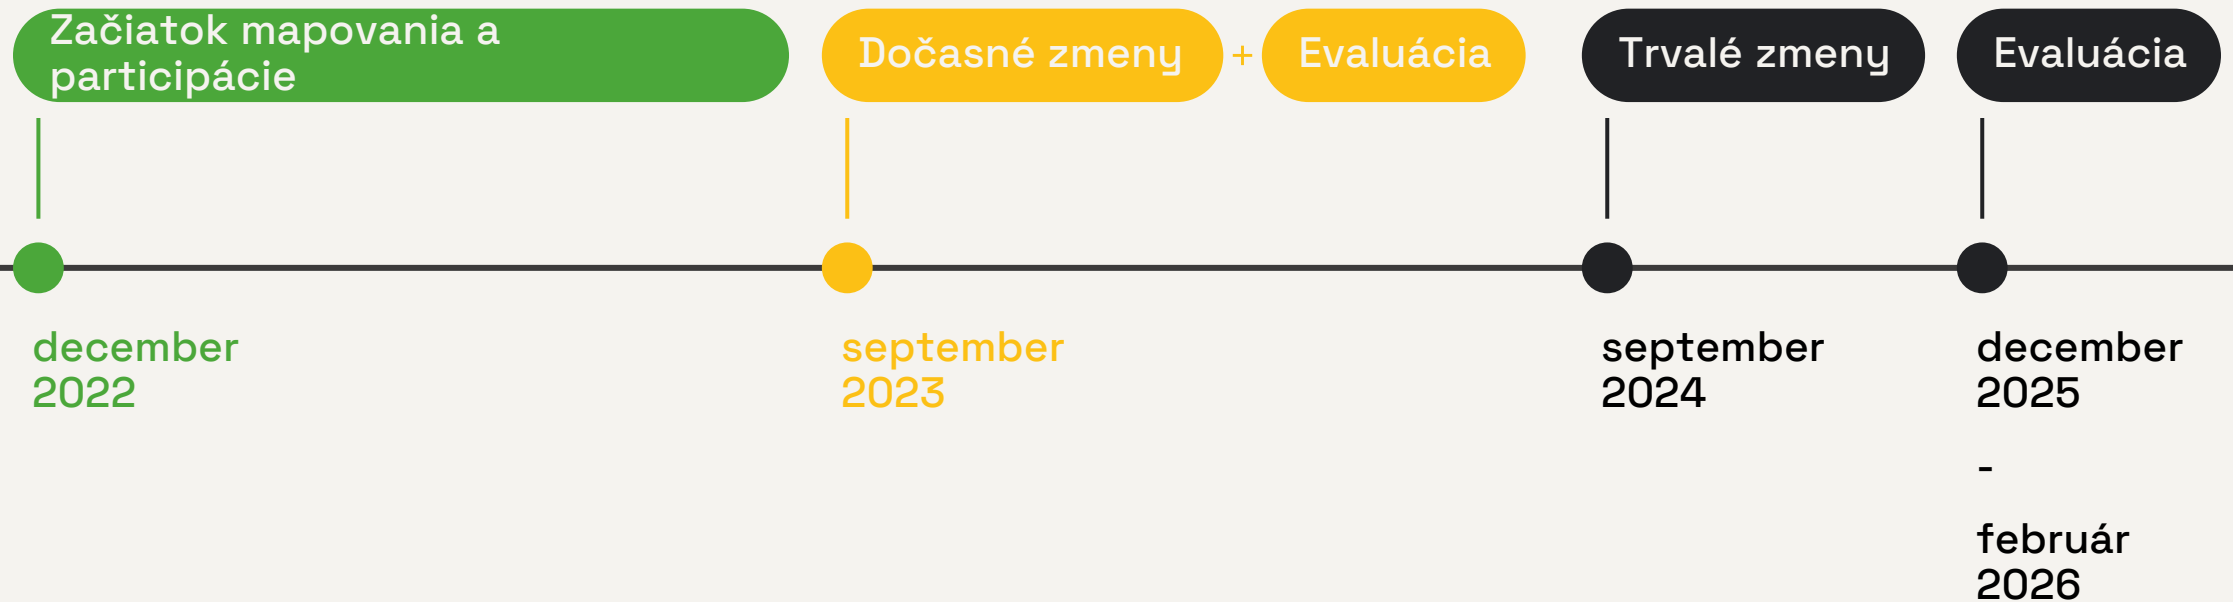 Začiatok mapovania a
participácie
Dočasné zmeny + Evaluácia
Trvalé zmeny
Evaluácia
december
2022
september
2023
september
2024
december
2025
-
február
2026